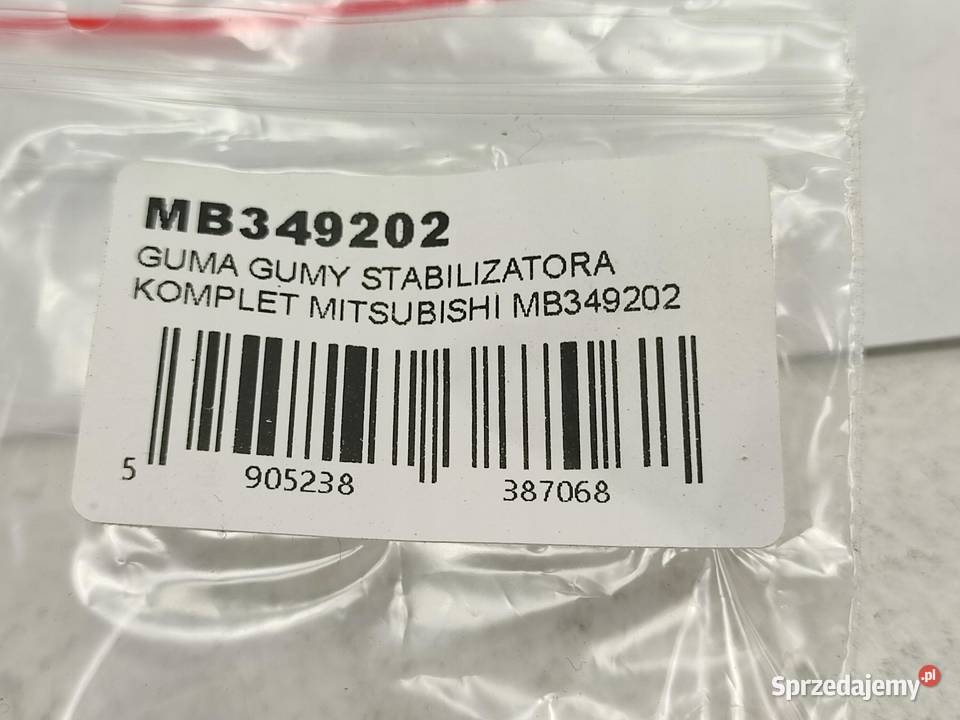 MB349202
GUMA GUMY STABILIZATORA
KOMPLET MITSUBISHI MB349202
5 905238 387068
Sprzedajemy.pl